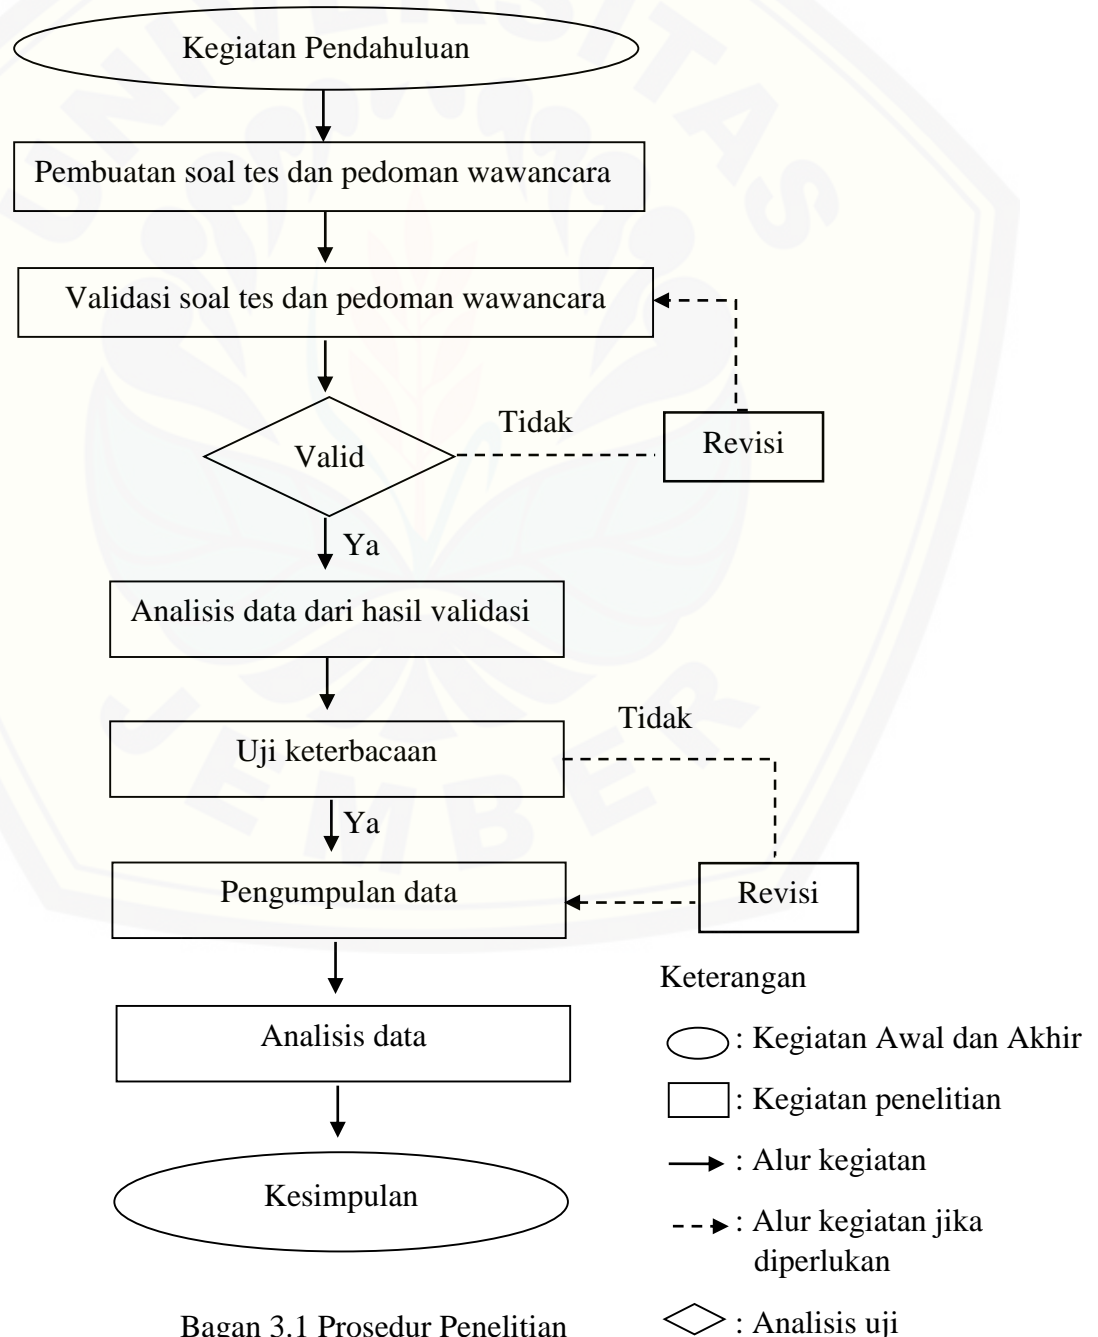 Kegiatan Pendahuluan
Pembuatan soal tes dan pedoman wawancara
Validasi soal tes dan pedoman wawancara
Tidak
Revisi
Valid
Ya
Analisis data dari hasil validasi
Tidak
Uji keterbacaan
Ya
Pengumpulan data
Revisi
Analisis data
Kesimpulan
Keterangan
: Kegiatan Awal dan Akhir
: Kegiatan penelitian
: Alur kegiatan
: Alur kegiatan jika
diperlukan
: Analisis uji
Bagan 3.1 Prosedur Penelitian
UNIVERSITAS
JEMBER